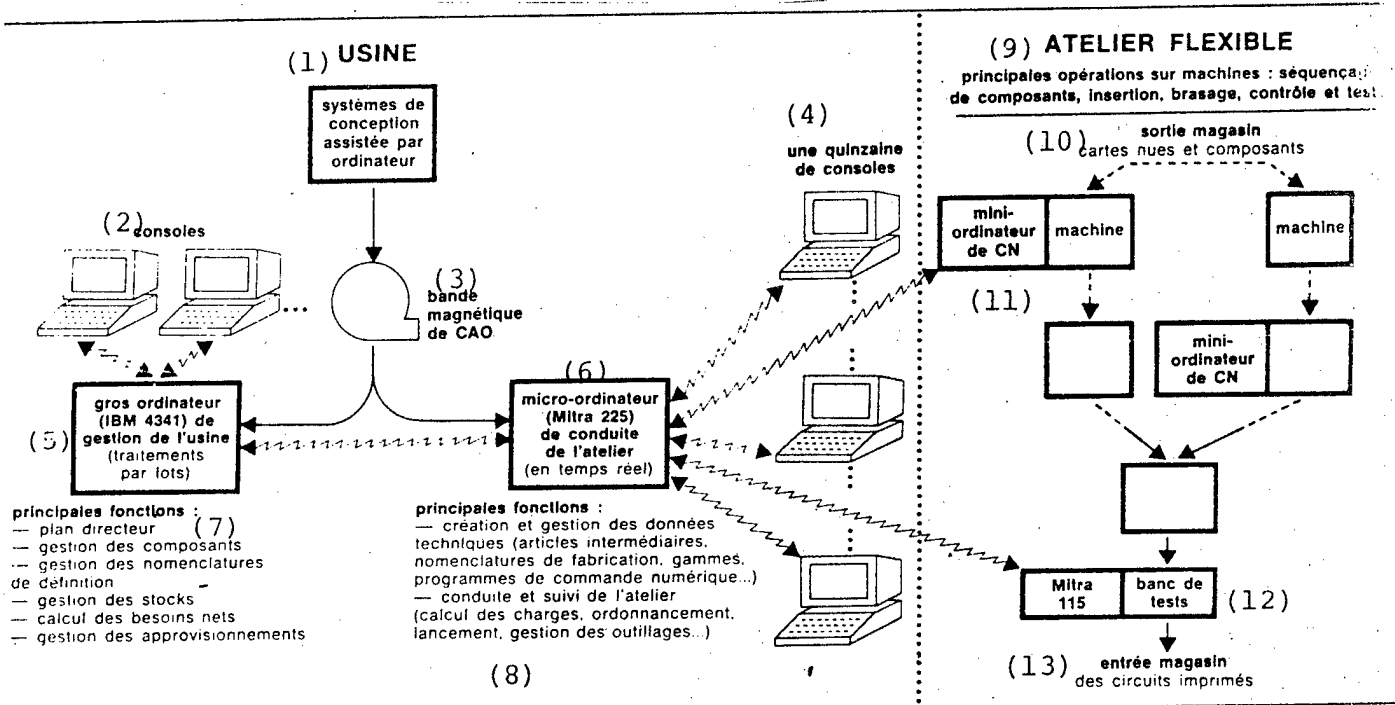 (1) USINE
systèmes de
conception
assistée par
ordinateur
(2) consoles
(3)
bande
magnétique
de CAO
(4)
une quinzaine
de consoles
(5)
gros ordinateur
(IBM 4341) de
gestion de l'usine
(traitements
par lots)
(6)
micro-ordinateur
(Mitra 225)
de conduite
de l'atelier
(en temps réel)
principales fonctions :
(7)
— plan directeur
— gestion des composants
— gestion des nomenclatures
de définition
— gestion des stocks
— calcul des besoins nets
— gestion des approvisionnements
principales fonctions :
— création et gestion des données
techniques (articles intermédiaires,
nomenclatures de fabrication, gammes,
programmes de commande numérique...)
— conduite et suivi de l'atelier
(calcul des charges, ordonnancement,
lancement, gestion des outillages...)
(8)
(9) ATELIER FLEXIBLE
principales opérations sur machines :
de composants, insertion, brasage, contrôle et test
(10)
sortie magasin
cartes nues et composants
mini-
ordinateur
de CN
machine
machine
(11)
mini-
ordinateur
de CN
Mitra
115
banc de
tests
(12)
(13)
entrée magasin
des circuits imprimés